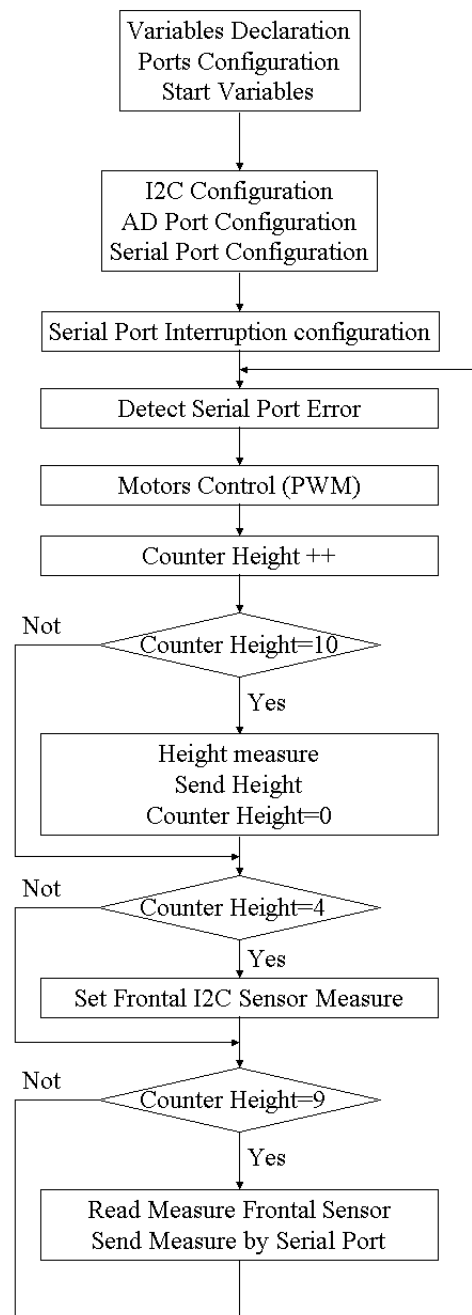 Variables Declaration
Ports Configuration
Start Variables
I2C Configuration
AD Port Configuration
Serial Port Configuration
Serial Port Interruption configuration
Detect Serial Port Error
Motors Control (PWM)
Counter Height ++
Not
Counter Height=10
Yes
Height measure
Send Height
Counter Height=0
Not
Counter Height=4
Yes
Set Frontal I2C Sensor Measure
Not
Counter Height=9
Yes
Read Measure Frontal Sensor
Send Measure by Serial Port